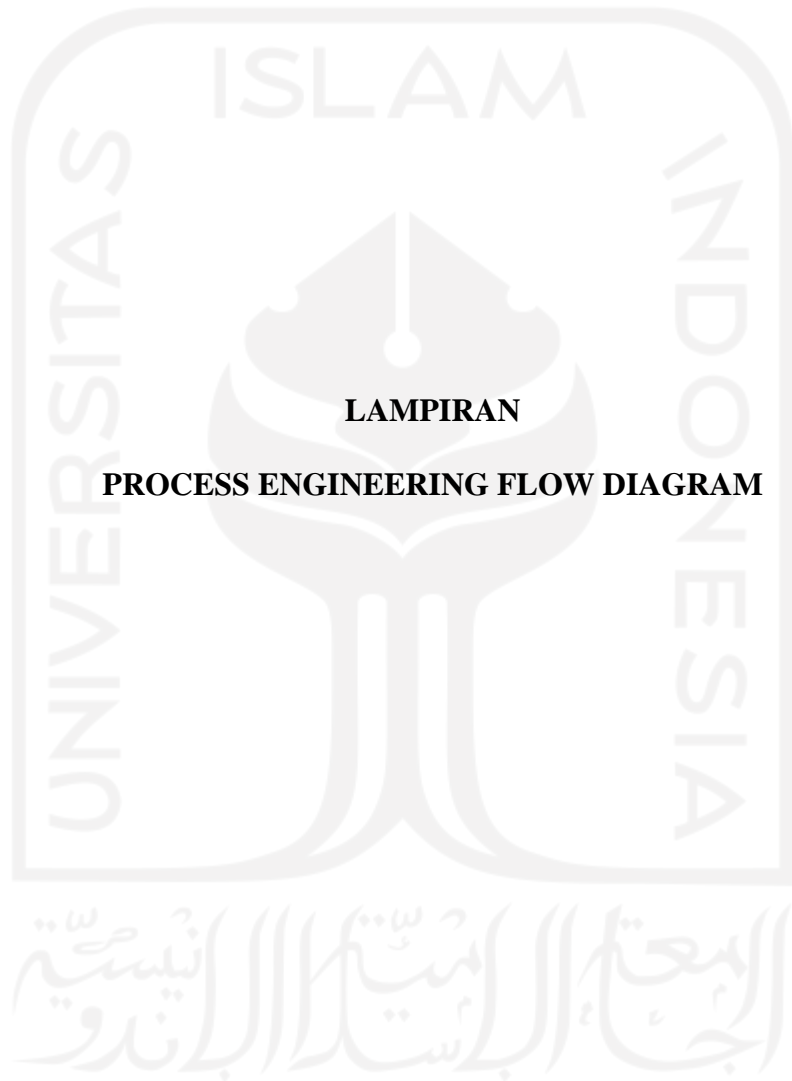 ISLAM
UNIVERSITAS
INDONESIA
LAMPIRAN
PROCESS ENGINEERING FLOW DIAGRAM